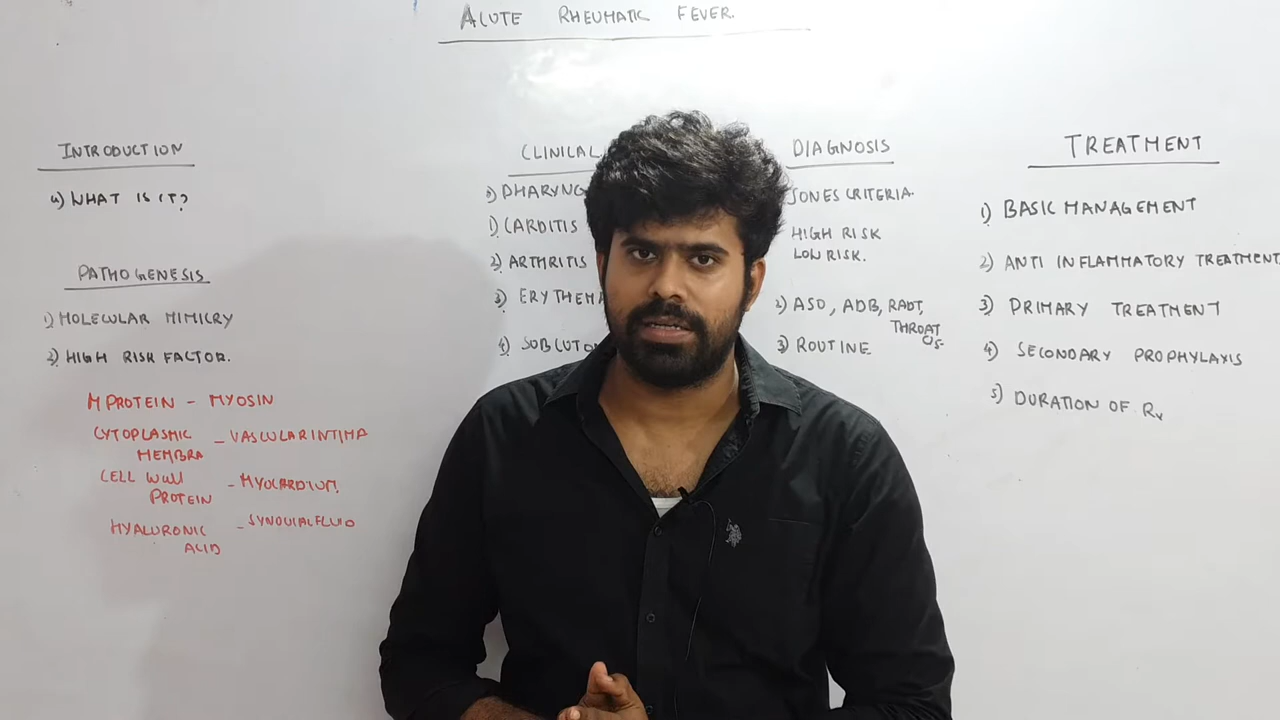 ACUTE RHEUMATIC FEVER.
INTRODUCTION
a) WHAT IS IT?
PATHOGENESIS
1) MOLECULAR MIMICRY
2) HIGH RISK FACTOR.
M PROTEIN - MYOSIN
CYTOPLASMIC MEMBRA - VASCULAR INTIMA
CELL WALL PROTEIN - MYOCARDIUM.
HYALURONIC ACID - SYNOVIAL FLUID
CLINICAL
PHARYNG
1) CARDITIS
2) ARTHRITIS
3) ERYTHEMA
4) SUBCUTAN
DIAGNOSIS
JONES CRITERIA.
HIGH RISK
LOW RISK.
2) ASO, ADB, RADT,
THROAT
3) ROUTINE
TREATMENT
1) BASIC MANAGEMENT
2) ANTI INFLAMMATORY TREATMENT
3) PRIMARY TREATMENT
4) SECONDARY PROPHYLAXIS
5) DURATION OF Rx